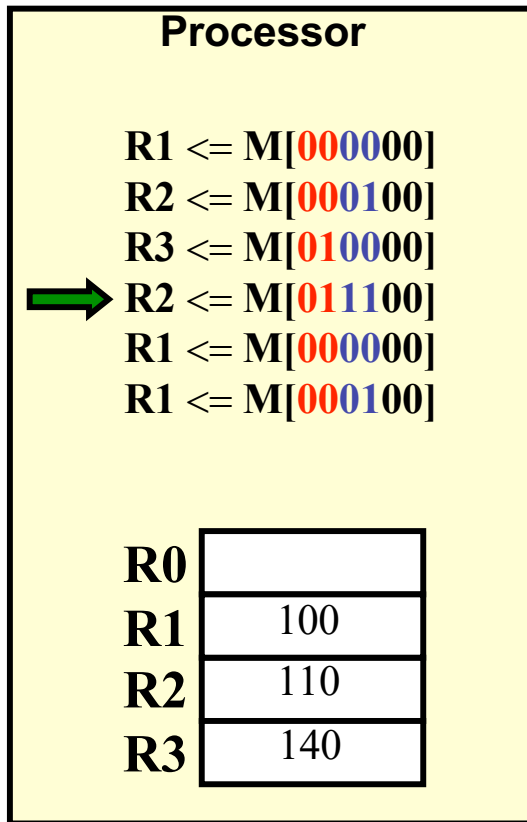 Processor
R1 <= M[000000]
R2 <= M[000100]
R3 <= M[010000]
R2 <= M[011100]
R1 <= M[000000]
R1 <= M[000100]
R0
R1 100
R2 110
R3 140